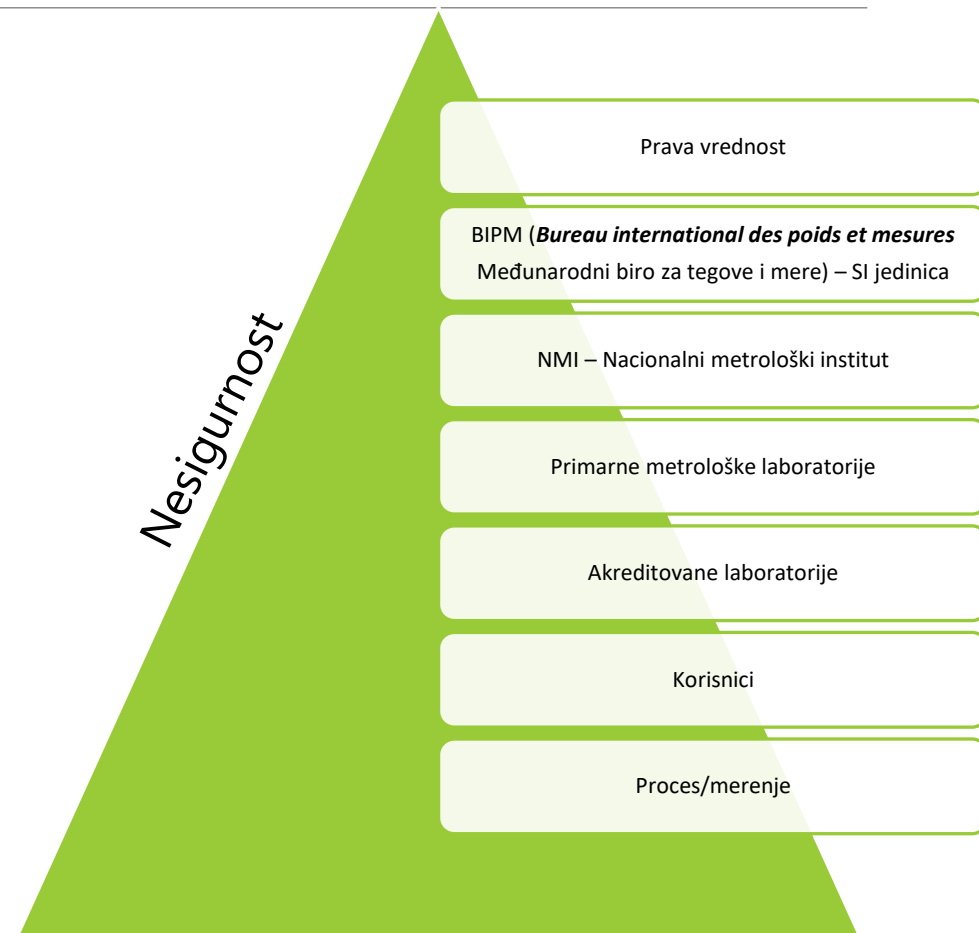 Prava vrednost
BIPM (Bureau international des poids et mesures
Međunarodni biro za tegove i mere) – SI jedinica
NMI – Nacionalni metrološki institut
Primarne metrološke laboratorije
Akreditovane laboratorije
Korisnici
Proces/merenje
Nesigurnost